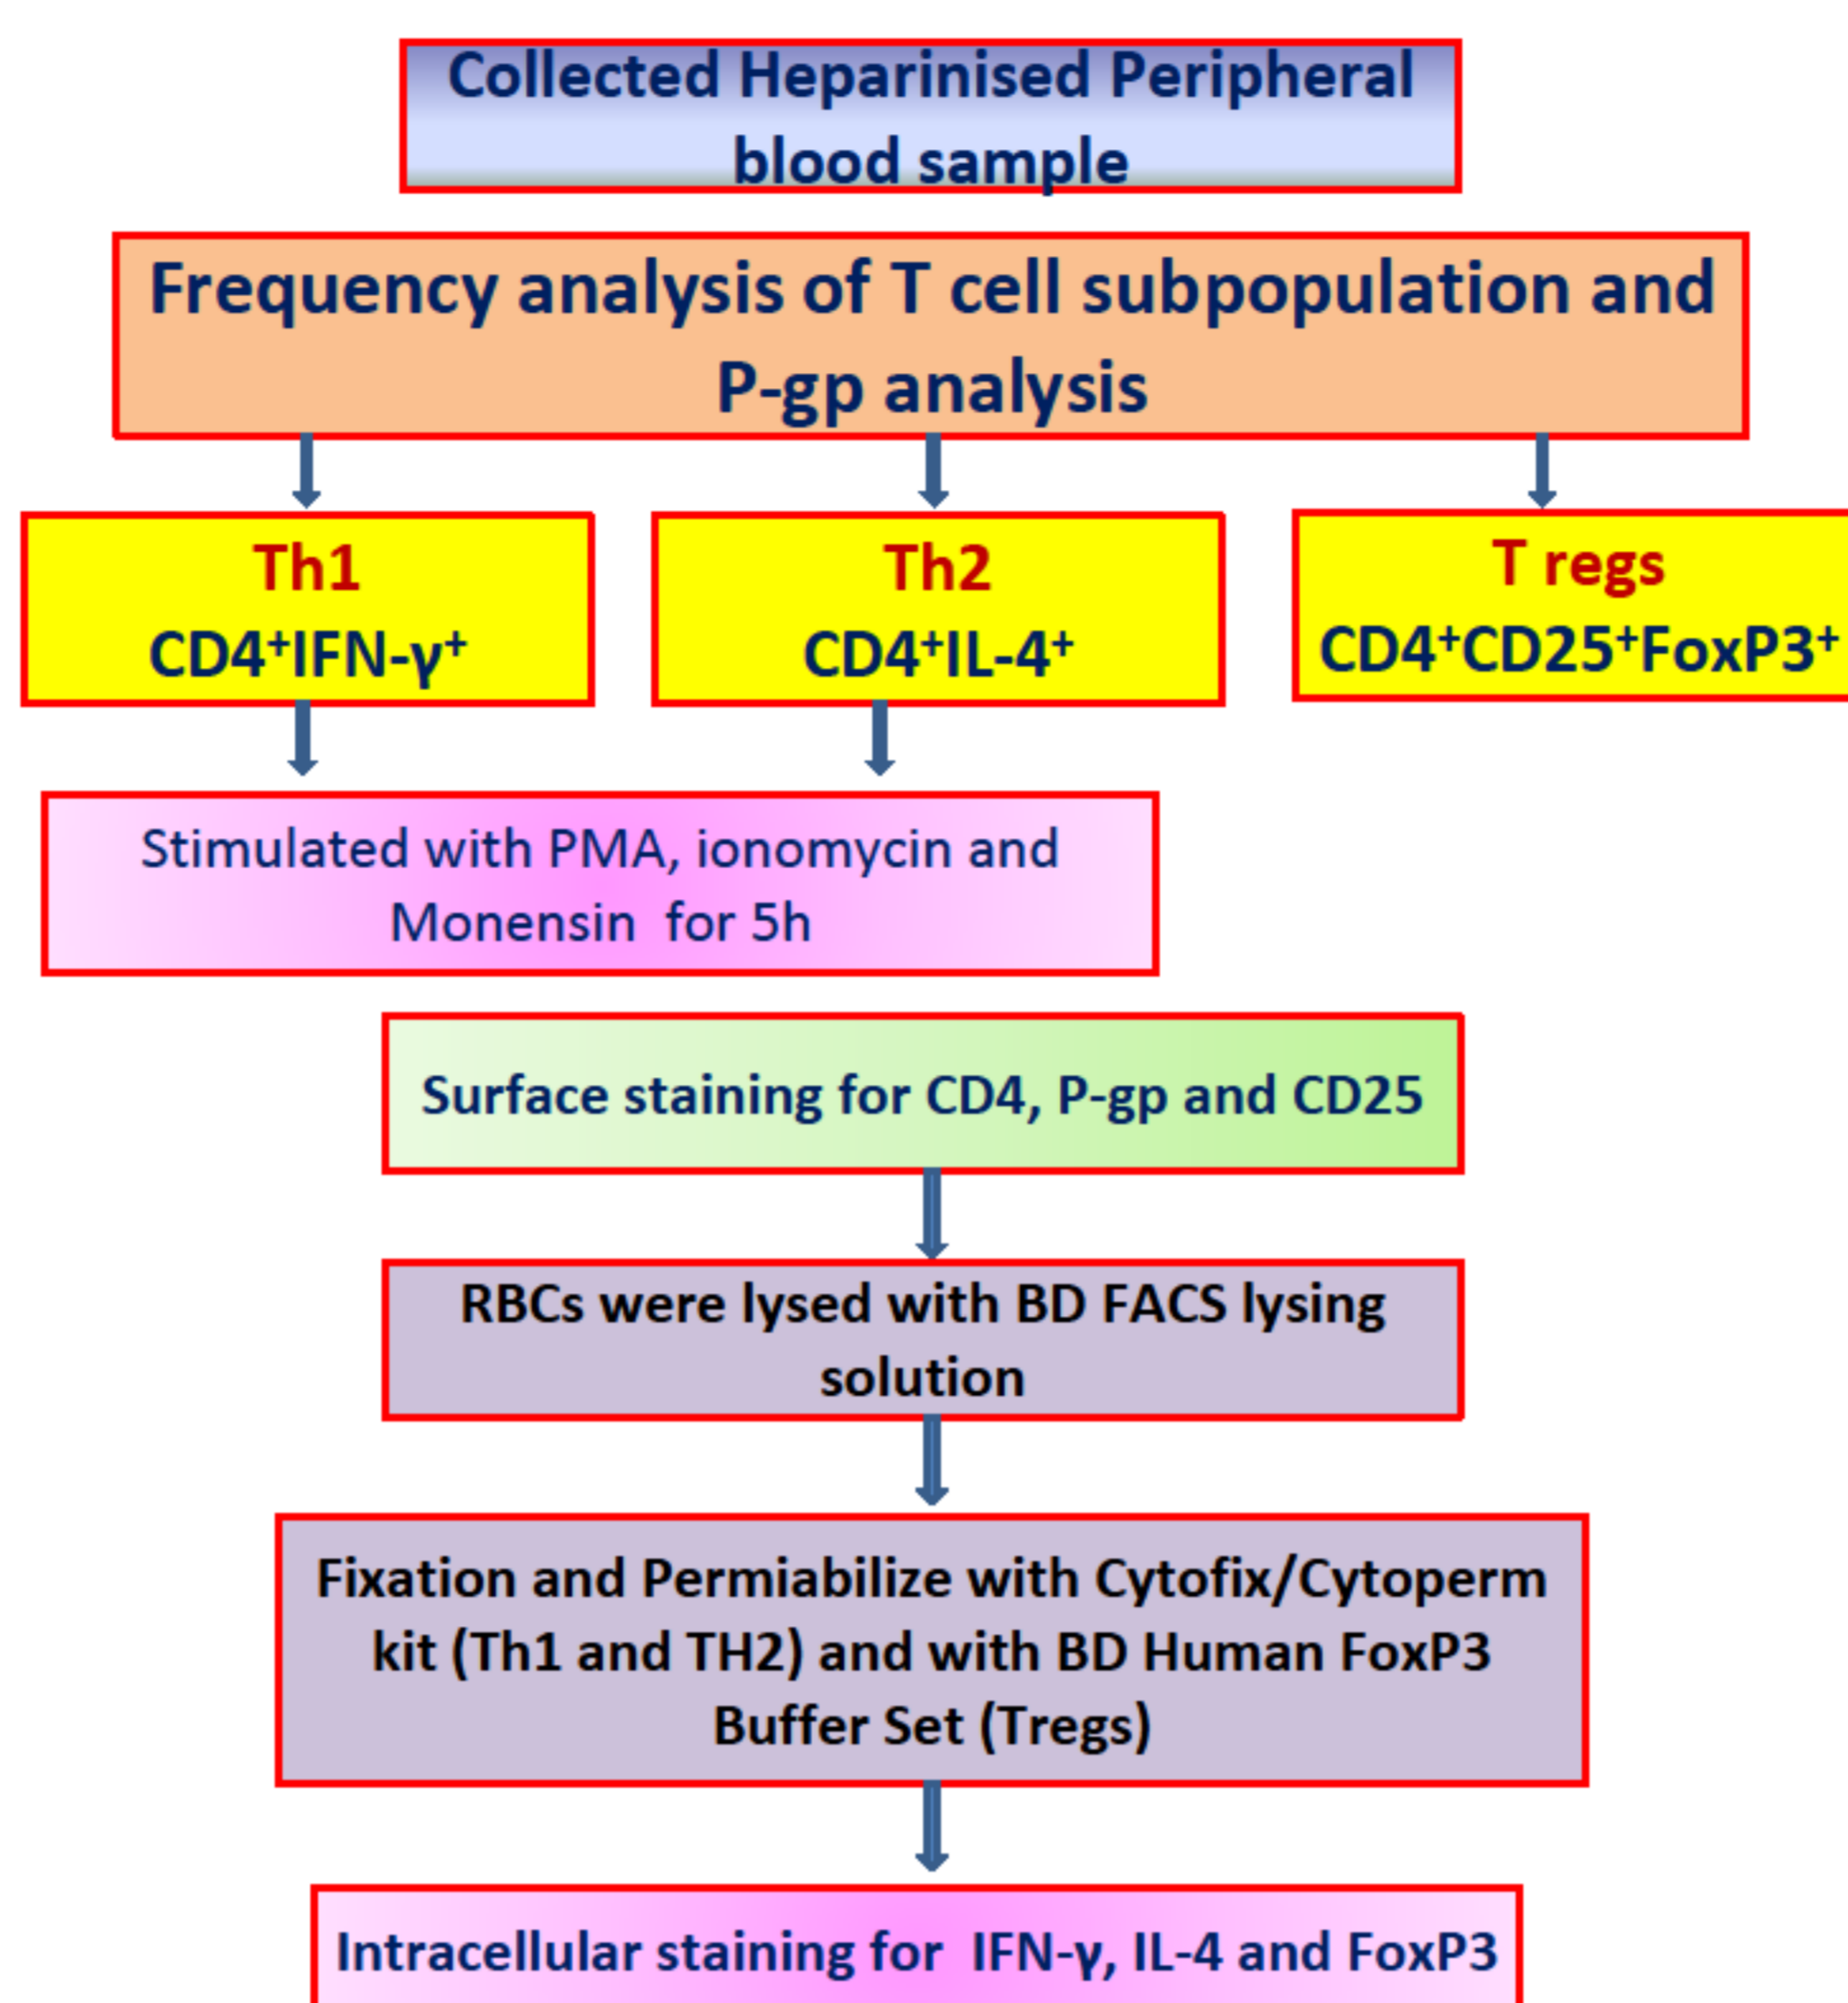 Collected Heparinised Peripheral
blood sample
Frequency analysis of T cell subpopulation and
P-gp analysis
Th1
CD4⁺IFN-γ⁺
Th2
CD4⁺IL-4⁺
T regs
CD4⁺CD25⁺FoxP3⁺
Stimulated with PMA, ionomycin and
Monensin  for 5h
Surface staining for CD4, P-gp and CD25
RBCs were lysed with BD FACS lysing
solution
Fixation and Permiabilize with Cytofix/Cytoperm
kit (Th1 and TH2) and with BD Human FoxP3
Buffer Set (Tregs)
Intracellular staining for  IFN-γ, IL-4 and FoxP3